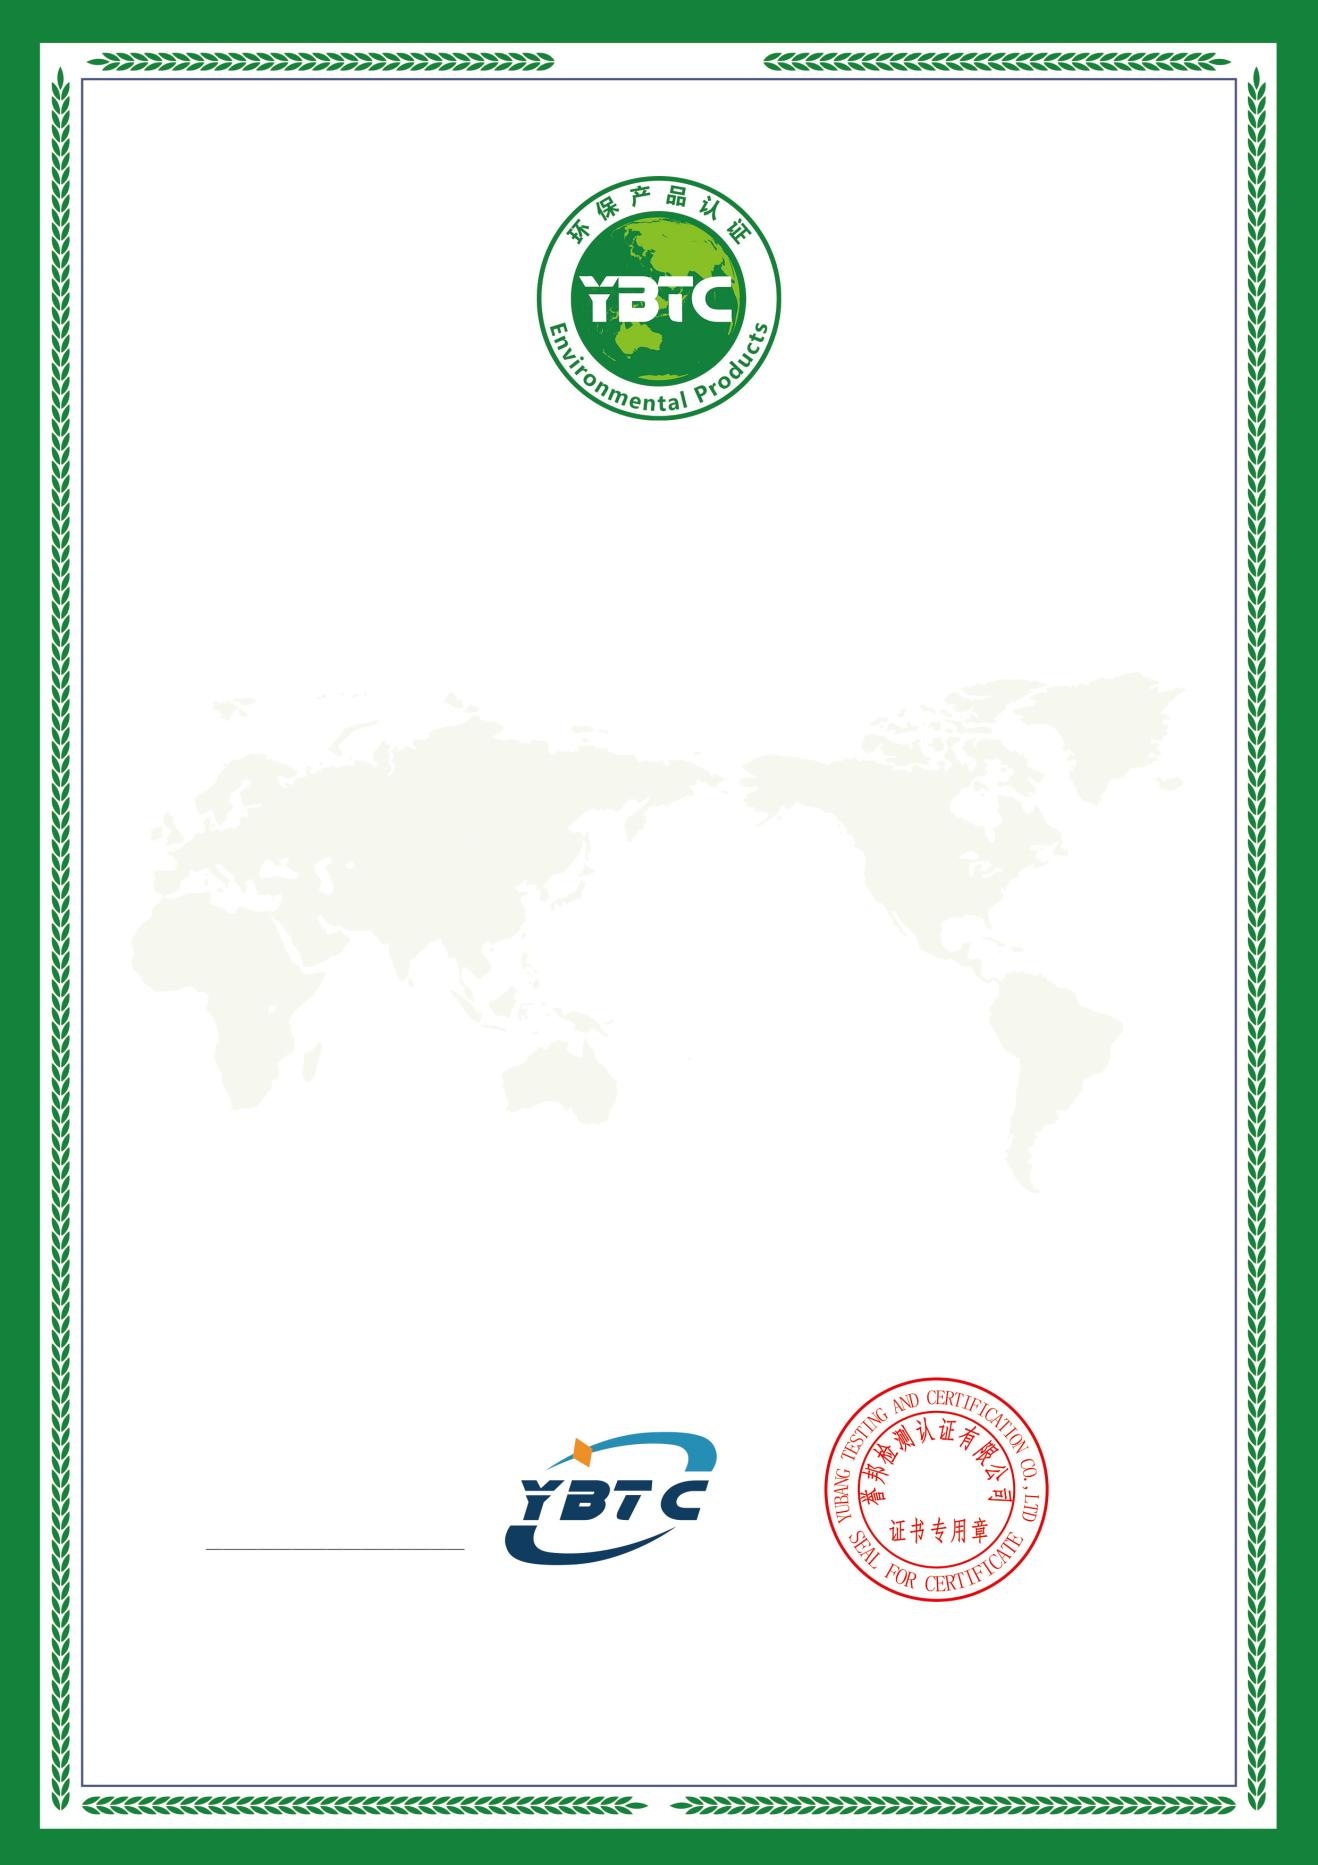 环保产品认证
YBTC
Environmental Products
YBTC
YUBANG TESTING AND CERTIFICATION CO.,LTD
誉邦检测认证有限公司
证书专用章
SEAL FOR CERTIFICATE